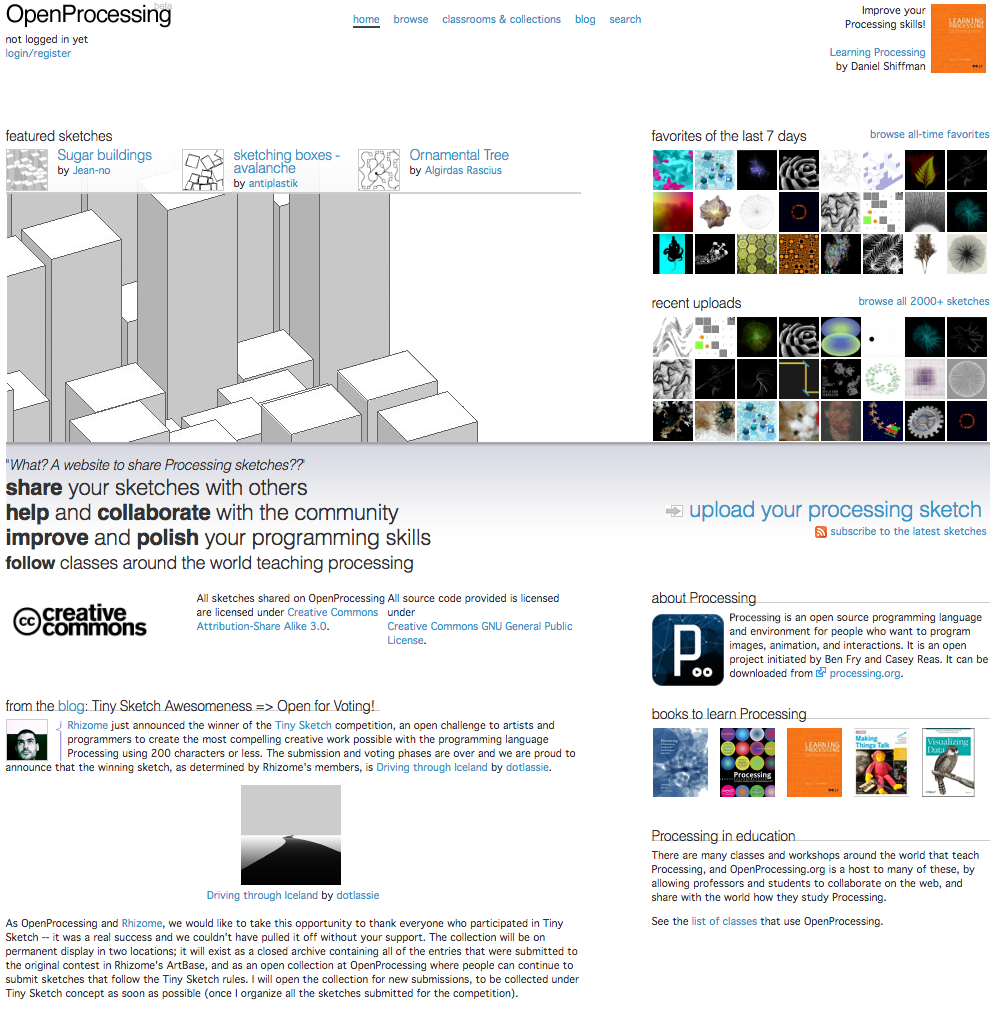 OpenProcessing
beta
not logged in yet
login/register
home browse classrooms & collections blog search
Improve your
Processing skills!
Learning Processing
by Daniel Shiffman
LEARNING
PROCESSING
featured sketches
Sugar buildings
by Jean-no
sketching boxes -
avalanche
by antiplastik
Ornamental Tree
by Algirdas Rascius
favorites of the last 7 days
browse all-time favorites
recent uploads
browse all 2000+ sketches
"What? A website to share Processing sketches??"
share your sketches with others
help and collaborate with the community
improve and polish your programming skills
follow classes around the world teaching processing
upload your processing sketch
subscribe to the latest sketches
cc creative
commons
All sketches shared on OpenProcessing
are licensed under Creative Commons
Attribution-Share Alike 3.0.
All source code provided is licensed
under
Creative Commons GNU General Public
License.
about Processing
P
Processing is an open source programming language
and environment for people who want to program
images, animation, and interactions. It is an open
project initiated by Ben Fry and Casey Reas. It can be
downloaded from processing.org.
from the blog: Tiny Sketch Awesomeness => Open for Voting!
Rhizome just announced the winner of the Tiny Sketch competition, an open challenge to artists and
programmers to create the most compelling creative work possible with the programming language
Processing using 200 characters or less. The submission and voting phases are over and we are proud to
announce that the winning sketch, as determined by Rhizome's members, is Driving through Iceland by dotlassie.
Driving through Iceland by dotlassie
As OpenProcessing and Rhizome, we would like to take this opportunity to thank everyone who participated in Tiny
Sketch -- it was a real success and we couldn't have pulled it off without your support. The collection will be on
permanent display in two locations; it will exist as a closed archive containing all of the entries that were submitted to
the original contest in Rhizome's ArtBase, and as an open collection at OpenProcessing where people can continue to
submit sketches that follow the Tiny Sketch rules. I will open the collection for new submissions, to be collected under
Tiny Sketch concept as soon as possible (once I organize all the sketches submitted for the competition).
books to learn Processing
Processing
LEARNING
PROCESSING
Making
Things Talk
Visualizing
Data
Processing in education
There are many classes and workshops around the world that teach
Processing, and OpenProcessing.org is a host to many of these, by
allowing professors and students to collaborate on the web, and
share with the world how they study Processing.
See the list of classes that use OpenProcessing.